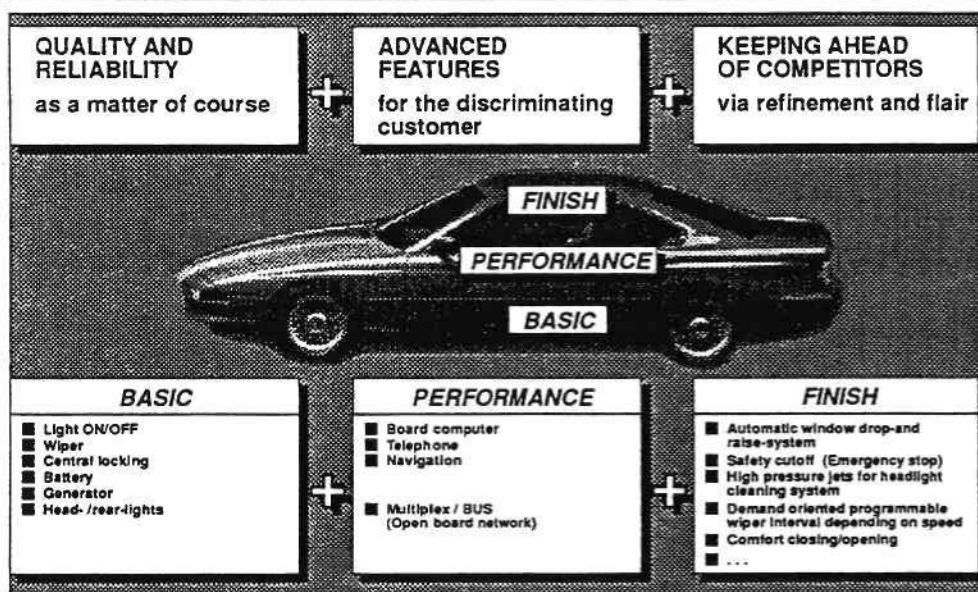 QUALITY AND
RELIABILITY
as a matter of course
+
ADVANCED
FEATURES
for the discriminating
customer
+
KEEPING AHEAD
OF COMPETITORS
via refinement and flair
FINISH
PERFORMANCE
BASIC
BASIC
■ Light ON/OFF
■ Wiper
■ Central locking
■ Battery
■ Generator
■ Head- /rear-lights
+
PERFORMANCE
■ Board computer
■ Telephone
■ Navigation
■ Multiplex / BUS
(Open board network)
+
FINISH
■ Automatic window drop-and
raise-system
■ Safety cutoff (Emergency stop)
■ High pressure jets for headlight
cleaning system
■ Demand oriented programmable
wiper interval depending on speed
■ Comfort closing/opening
■ . . .